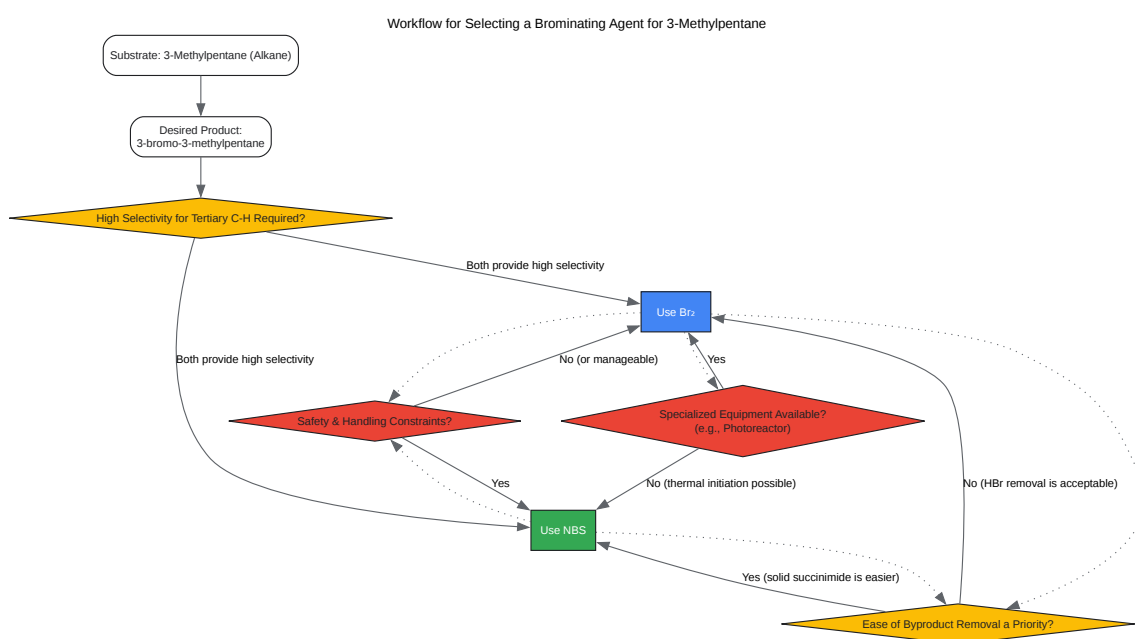 Workflow for Selecting a Brominating Agent for 3-Methylpentane
Substrate: 3-Methylpentane (Alkane)
Desired Product:
3-bromo-3-methylpentane
High Selectivity for Tertiary C-H Required?
Both provide high selectivity
Use Br₂
Both provide high selectivity
No (or manageable)
Yes
Safety & Handling Constraints?
Specialized Equipment Available?
(e.g., Photoreactor)
Yes
No (thermal initiation possible)
No (HBr removal is acceptable)
Use NBS
Yes (solid succinimide is easier)
Ease of Byproduct Removal a Priority?